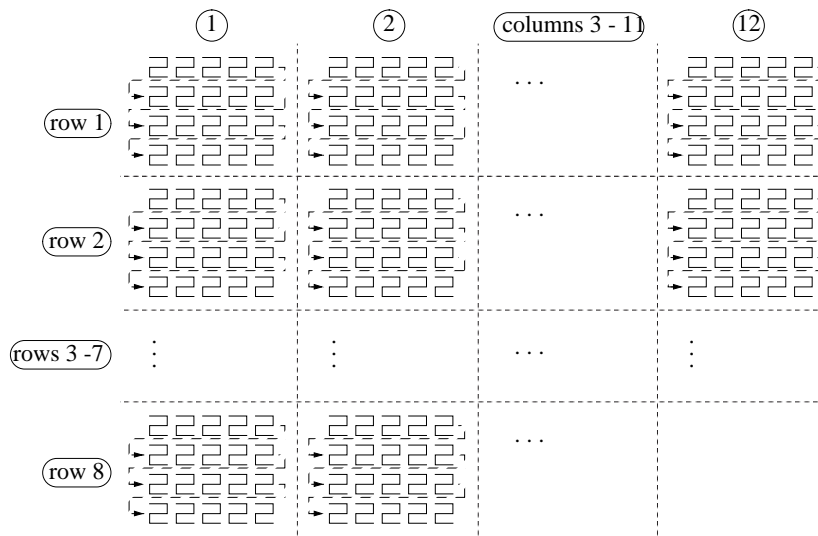 1 2 columns 3 - 11 12
row 1
row 2
rows 3 -7
row 8